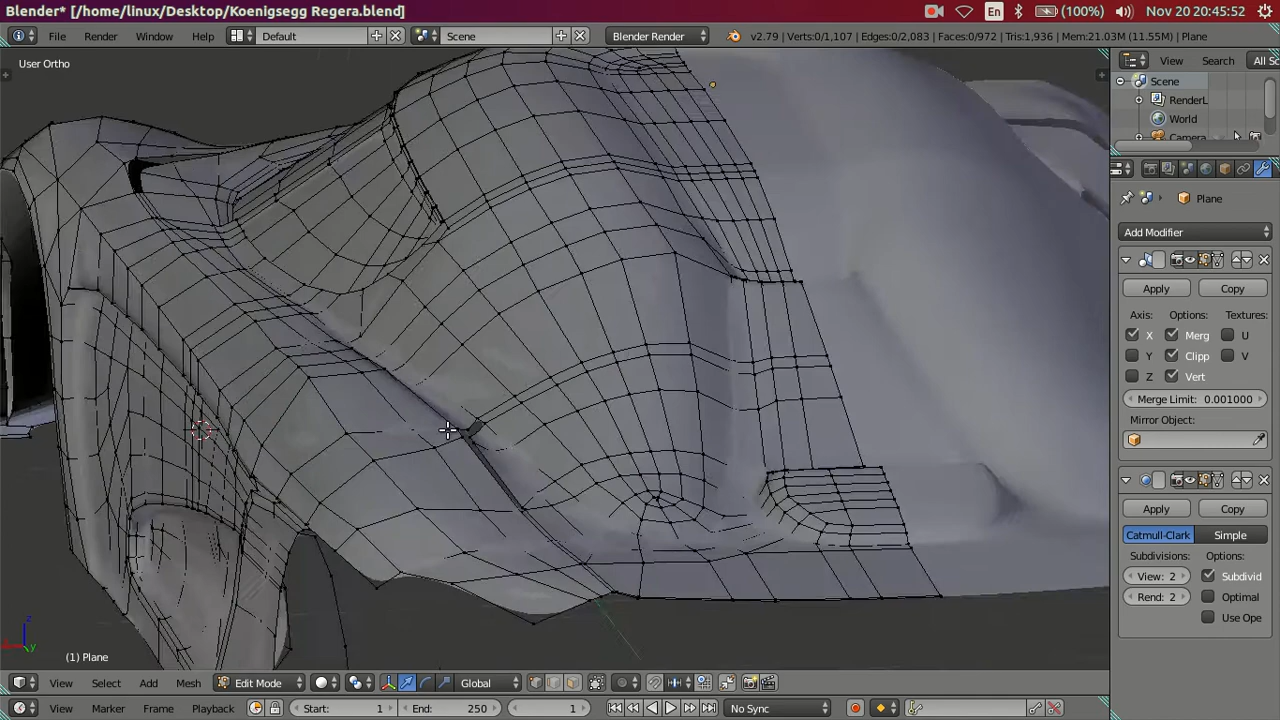 Blender* [/home/linux/Desktop/Koenigsegg Regera.blend]
En (100%) Nov 20 20:45:52
File Render Window Help Default Scene Blender Render v2.79 | Verts:0/1,107 | Edges:0/2,083 | Faces:0/972 | Tris:1,936 | Mem:21.03M (11.55M) | Plane
User Ortho
View Search All Sc
Scene
RenderL
World
Camera
Plane
Add Modifier
Apply Copy
Axis: Options: Textures:
X Merg U
Y Clipp V
Z Vert
Merge Limit: 0.001000
Mirror Object:
Apply Copy
Catmull-Clark Simple
Subdivisions: Options:
View: 2 Subdivid
Rend: 2 Optimal
Use Ope
z
x y
(1) Plane
View Select Add Mesh Edit Mode Global
View Marker Frame Playback Start: 1 End: 250 1 No Sync